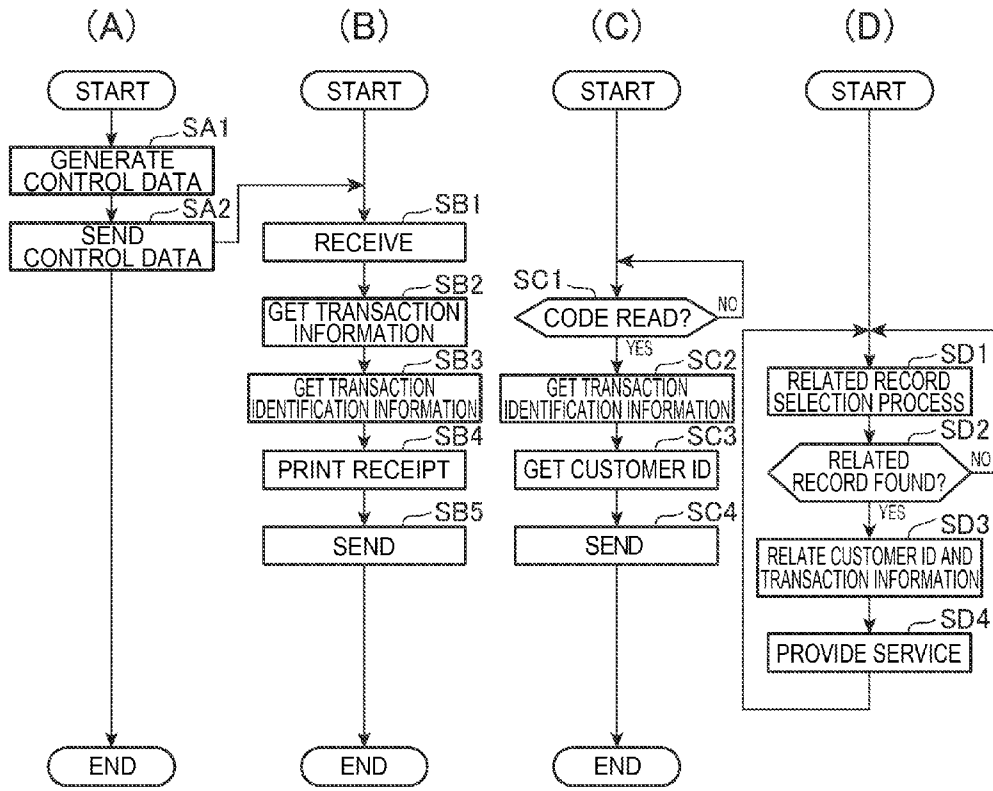 (A)
START
SA1
GENERATE
CONTROL DATA
SA2
SEND
CONTROL DATA
END
(B)
START
SB1
RECEIVE
SB2
GET TRANSACTION
INFORMATION
SB3
GET TRANSACTION
IDENTIFICATION INFORMATION
SB4
PRINT RECEIPT
SB5
SEND
END
(C)
START
SC1
CODE READ?
NO
YES
SC2
GET TRANSACTION
IDENTIFICATION INFORMATION
SC3
GET CUSTOMER ID
SC4
SEND
END
(D)
START
SD1
RELATED RECORD
SELECTION PROCESS
SD2
RELATED
RECORD FOUND?
NO
YES
SD3
RELATE CUSTOMER ID AND
TRANSACTION INFORMATION
SD4
PROVIDE SERVICE